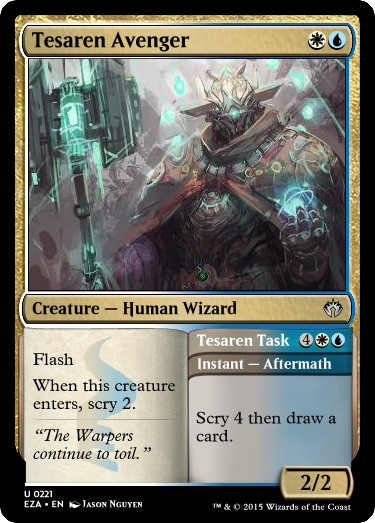 Tesaren Avenger
Creature — Human Wizard
Flash
When this creature
enters, scry 2.
“The Warpers
continue to toil.”
Tesaren Task 4
Instant — Aftermath
Scry 4 then draw a
card.
2/2
U 0221
EZA • EN Jason Nguyen
™ & © 2015 Wizards of the Coast